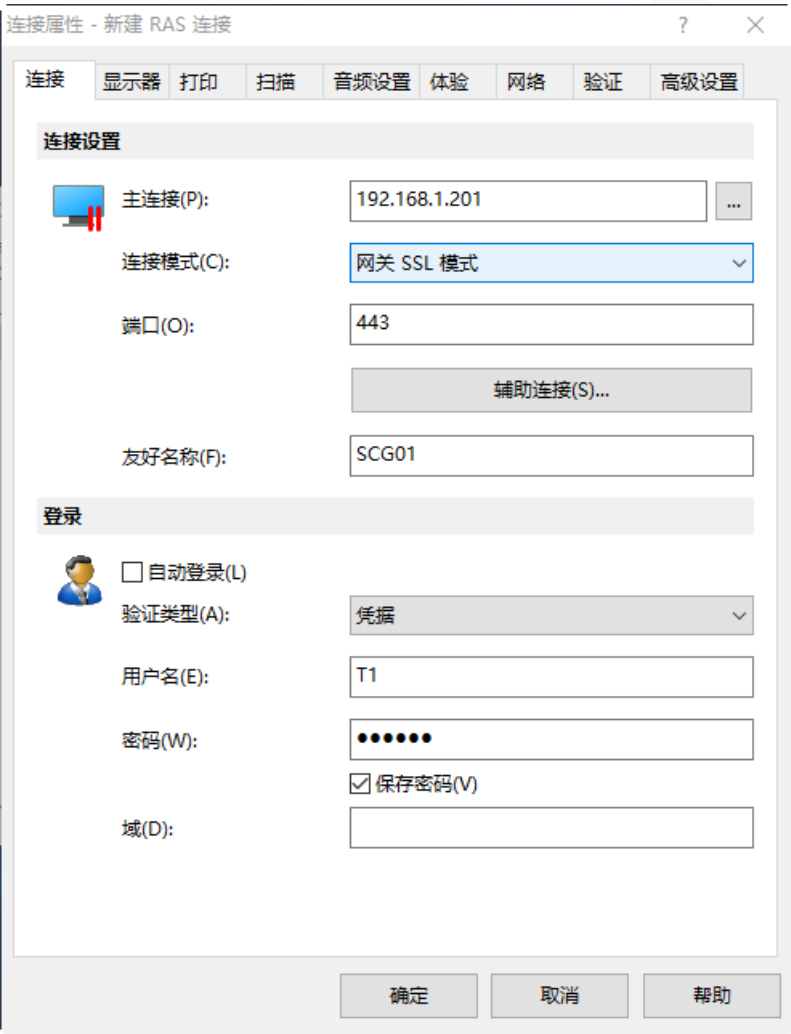 连接属性 - 新建 RAS 连接
连接 显示器 打印 扫描 音频设置 体验 网络 验证 高级设置
连接设置
主连接(P): 192.168.1.201 ...
连接模式(C): 网关 SSL 模式
端口(O): 443
辅助连接(S)...
友好名称(F): SCG01
登录
自动登录(L)
验证类型(A): 凭据
用户名(E): T1
密码(W): ●●●●●●
保存密码(V)
域(D):
确定 取消 帮助